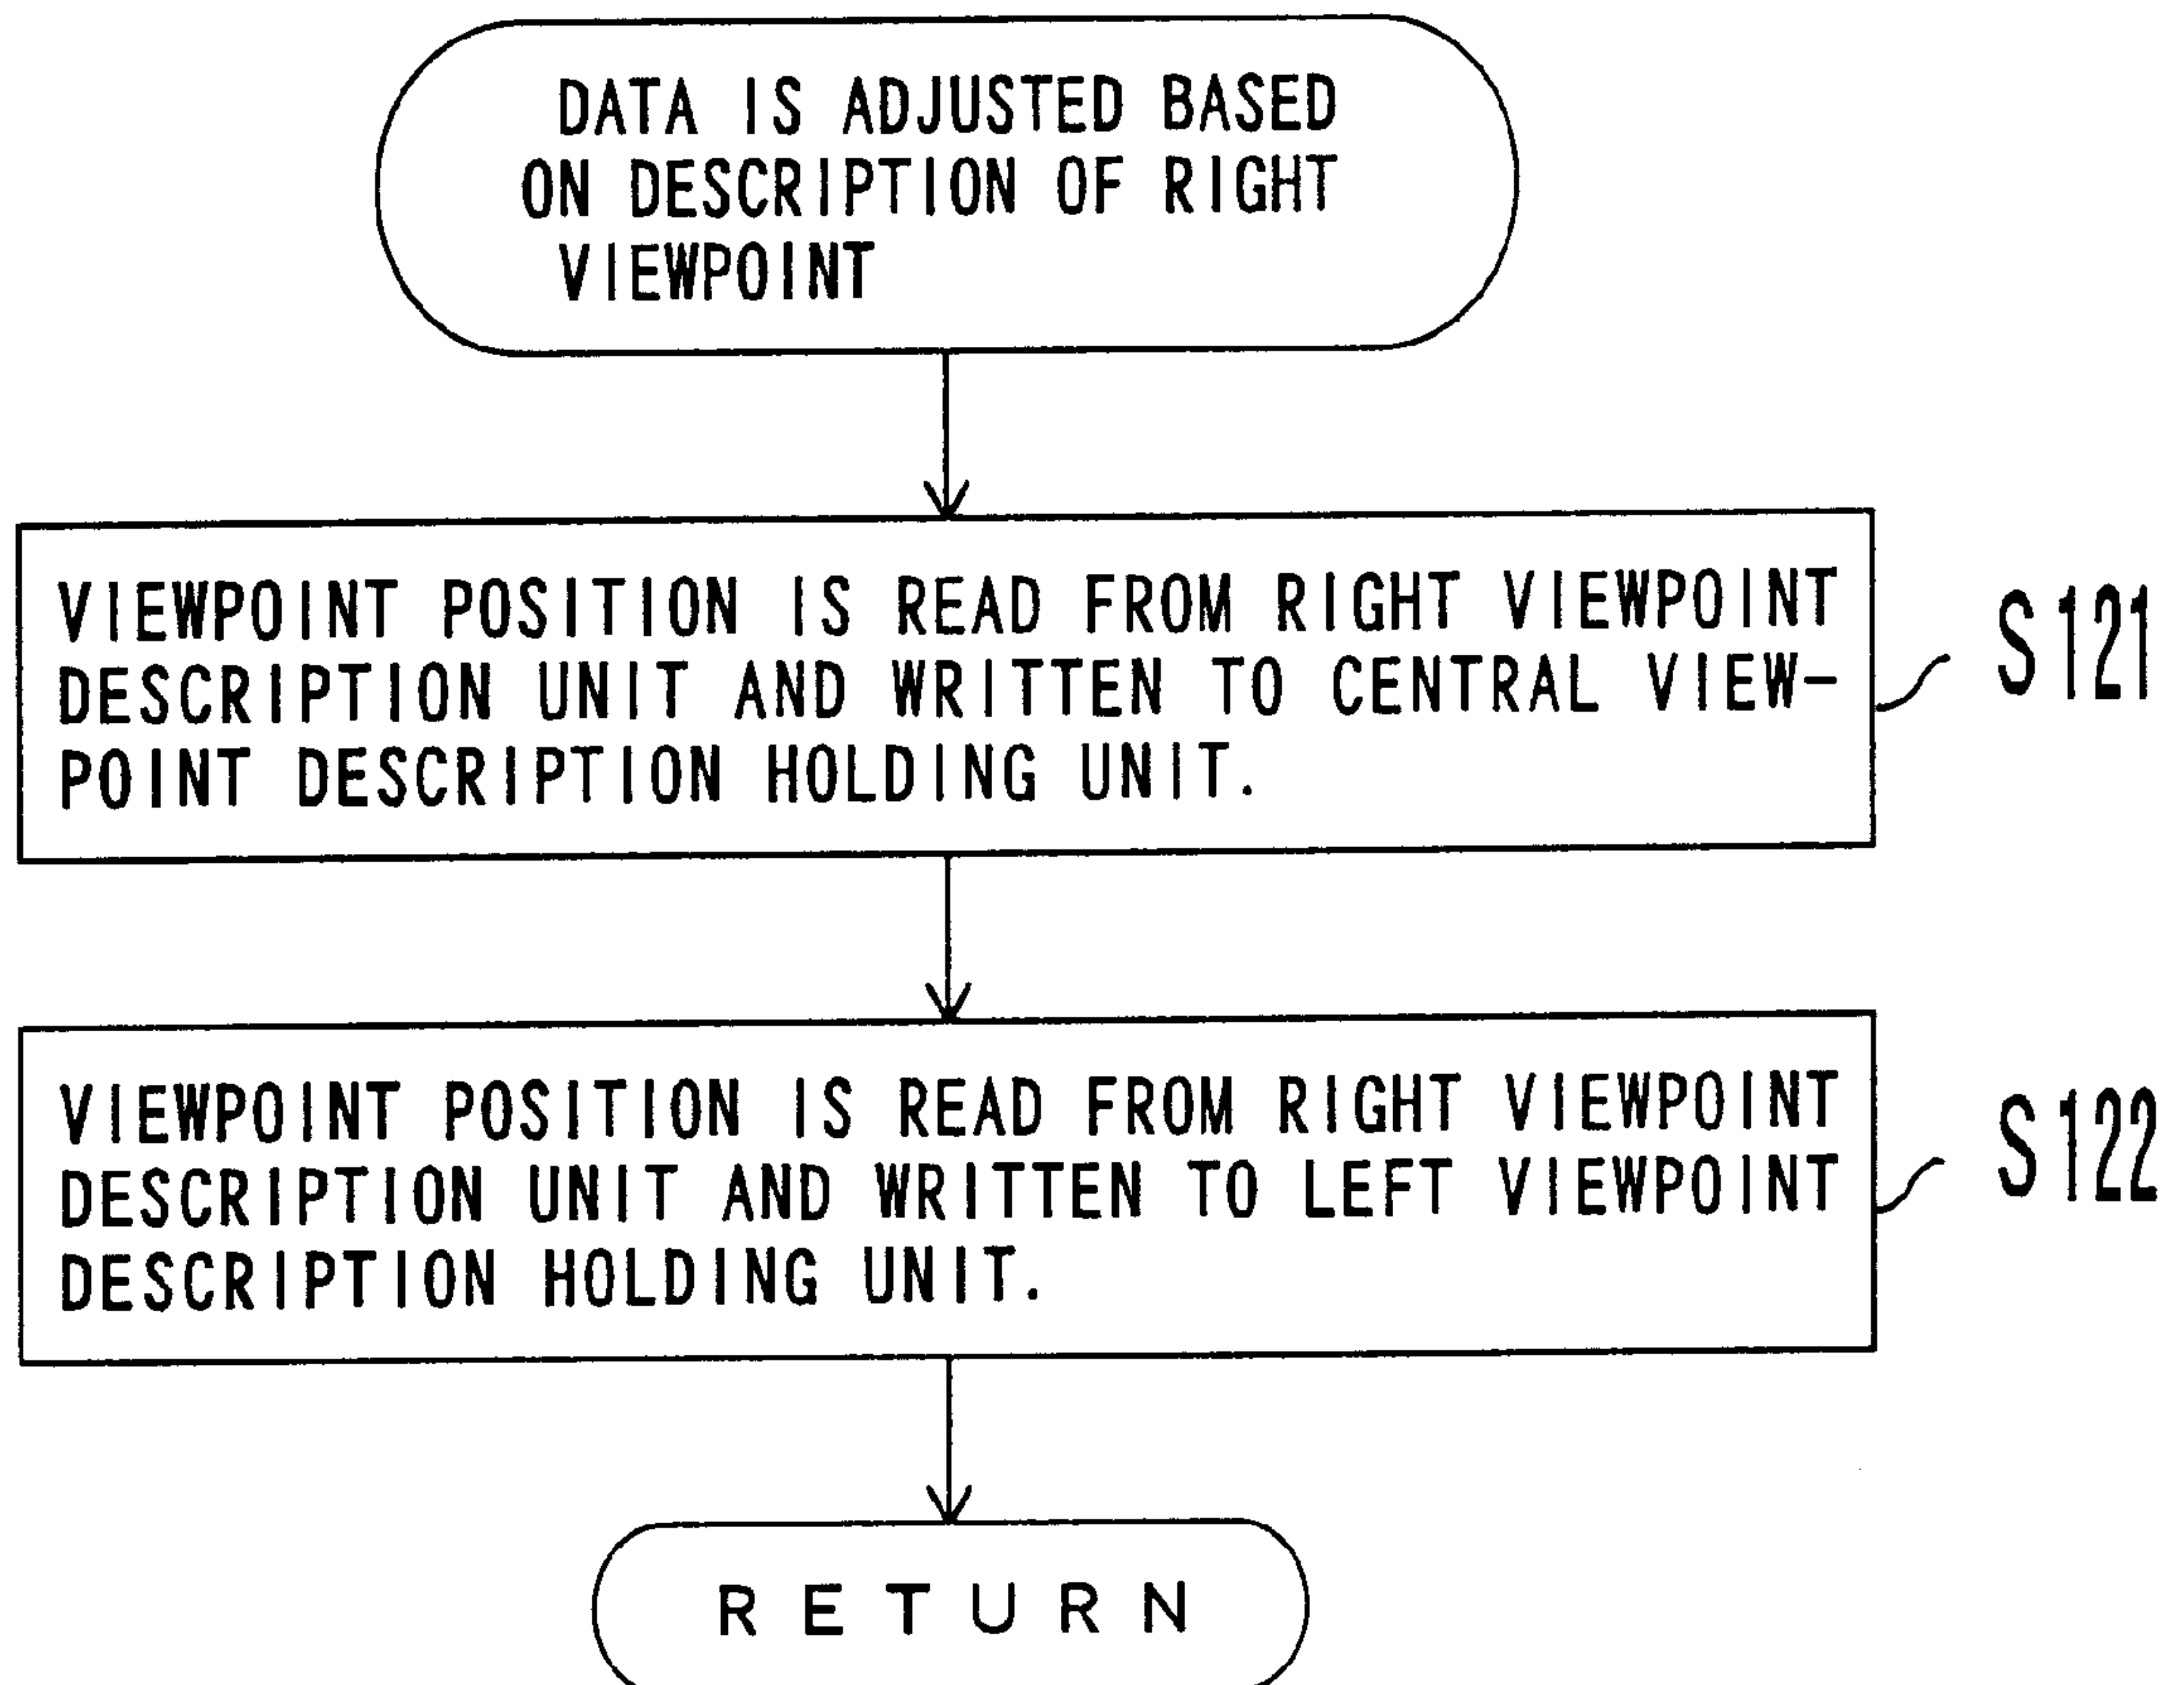 DATA IS ADJUSTED BASED
ON DESCRIPTION OF RIGHT
VIEWPOINT
VIEWPOINT POSITION IS READ FROM RIGHT VIEWPOINT
DESCRIPTION UNIT AND WRITTEN TO CENTRAL VIEW-
POINT DESCRIPTION HOLDING UNIT.
S121
VIEWPOINT POSITION IS READ FROM RIGHT VIEWPOINT
DESCRIPTION UNIT AND WRITTEN TO LEFT VIEWPOINT
DESCRIPTION HOLDING UNIT.
S122
RETURN